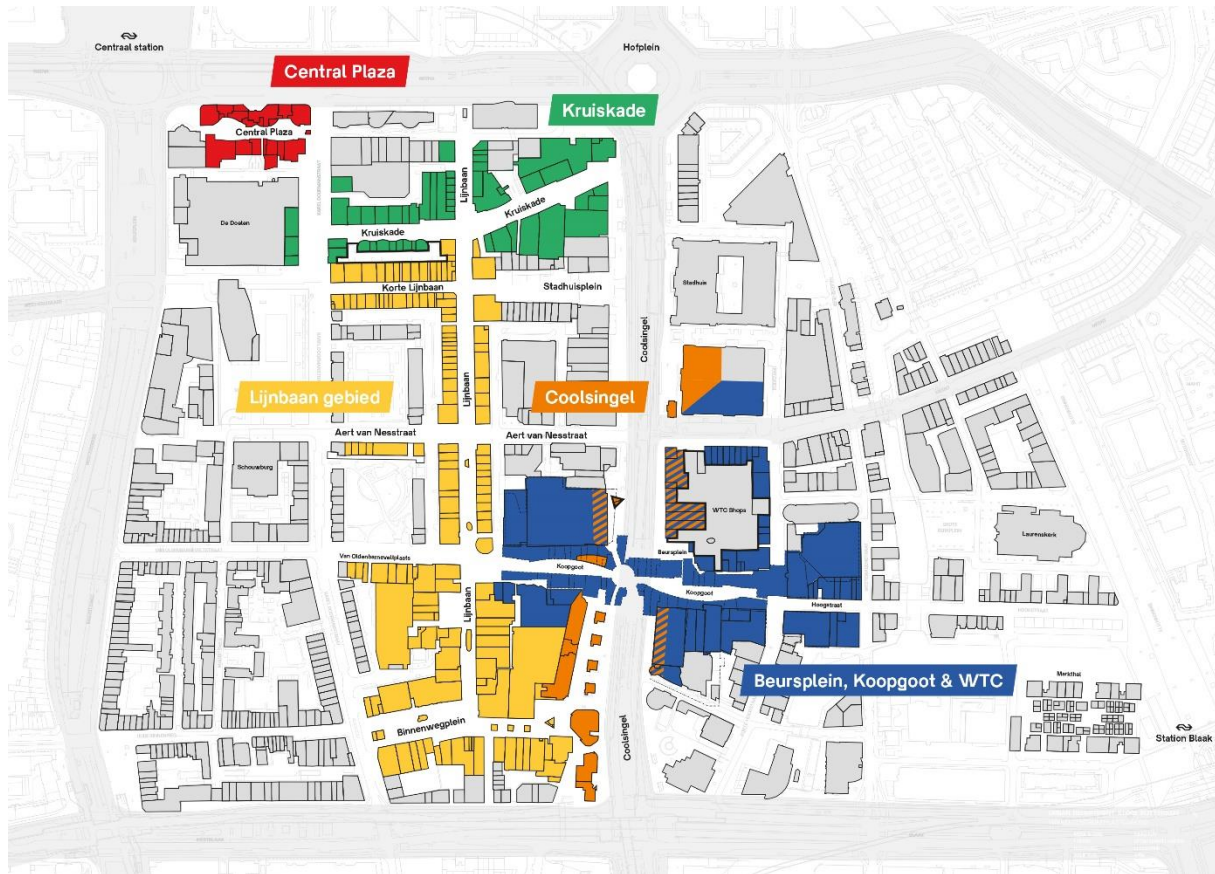 Centraal station
Hofplein
Central Plaza
Kruiskade
Central Plaza
Lijnbaan
Kruiskade
De Doelen
Kruiskade
Korte Lijnbaan
Stadhuisplein
Stadhuis
Coolsingel
Lijnbaan
Lijnbaan gebied
Coolsingel
Aert van Nesstraat
Aert van Nesstraat
Schouwburg
WTC Shops
Laurenskerk
Van Oldenbarneveltplaats
Beursplein
Koopgoot
Koopgoot
Hoogstraat
Lijnbaan
Beursplein, Koopgoot & WTC
Markthal
Binnenwegplein
Station Blaak
Coolsingel